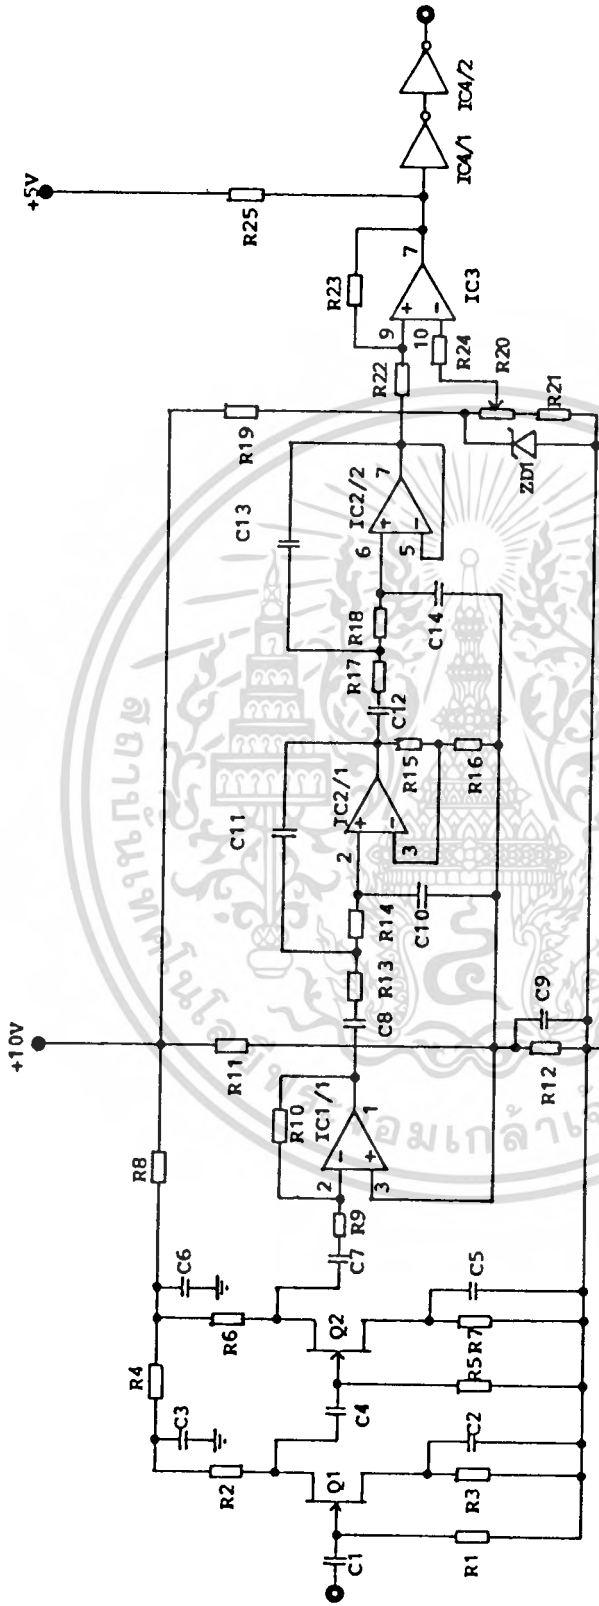 +10V
+5V
R8
R4
C6
C3
R6
R2
C7
R9
R10
2
3
IC1/1
1
R11
C8
R13
R14
C11
2
3
IC2/1
C10
R15
R16
C12
R17
R18
C13
6
5
IC2/2
7
C14
R19
R22
R23
9
10
7
IC3
R24
R20
R21
ZD1
R25
IC4/1
IC4/2
C1
Q1
C4
Q2
R1
R3
C2
R5
R7
C5
R12
C9